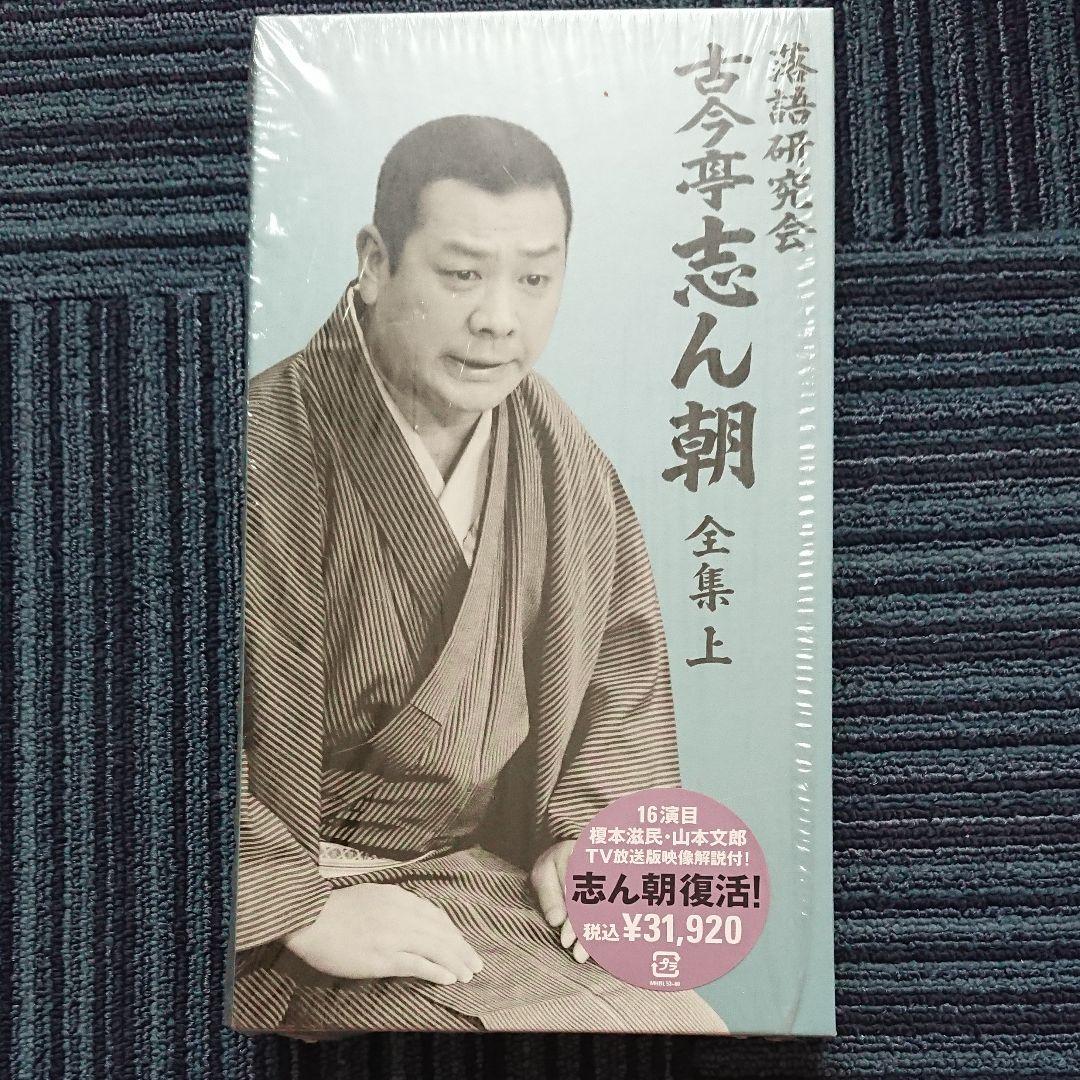 落語研究会
古今亭志ん朝 全集 上
16演目
榎本滋民・山本文郎
TV放送版映像解説付!
志ん朝復活!
税込¥31,920
プラ